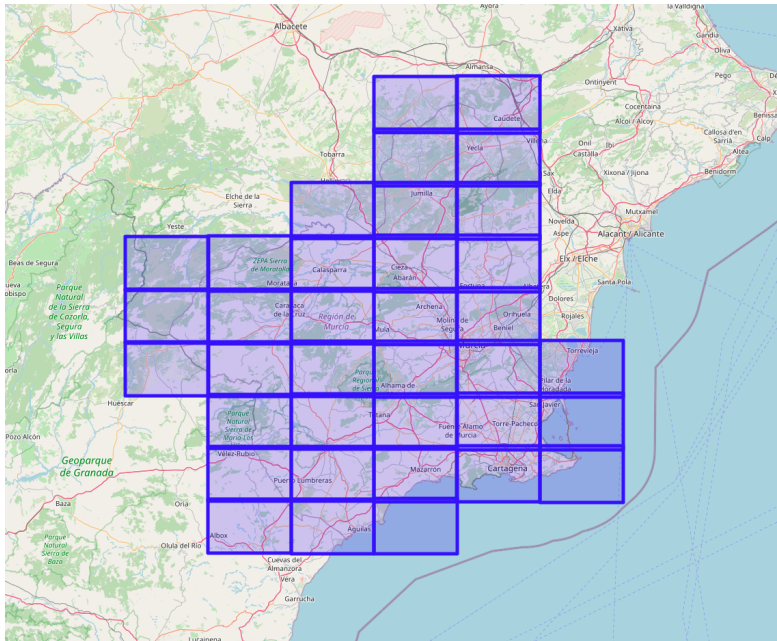 Ayora
la Valldigna
Xàtiva
Gandia
Albacete
Oliva
Almansa
Pego
Ontinyent
Cocentaina
Benissa
Caudete
Alcoi / Alcoy
Callosa d'en
Sarrià
Calp
Altea
Villena
Onil
Ibi
Castalla
Yecla
Tobarra
Benidorm
Sax
Xixona / Jijona
Elda
Elche de la
Sierra
Jumilla
Mutxamel
Novelda
Yeste
Aspe
Alacant / Alicante
Elx / Elche
Beas de Segura
ZEPA Sierra
de Moratalla
Calasparra
Cieza
Abarán
Santa Pola
Moratalla
Fortuna
Parque
Natural
de la Sierra
de Cazorla,
Segura
y las Villas
Dolores
Caravaca
de la Cruz
Archena
Región de
Murcia
Orihuela
Rojales
Molina de
Segura
Beniel
Mula
Murcia
Torrevieja
Parque
Regional
de Sierra
Alhama de
Pilar de la
Horadada
Huéscar
San Javier
Totana
Parque
Natural
Sierra
de María-Los
Fuente Álamo
de Murcia
Torre-Pacheco
Pozo Alcón
Vélez-Rubio
Geoparque
de Granada
Mazarrón
Cartagena
Puerto Lumbreras
Baza
Oria
Águilas
Albox
Parque
Natural
Sierra de
Baza
Olula del Río
Cuevas del
Almanzora
Vera
Garrucha
Lucainena